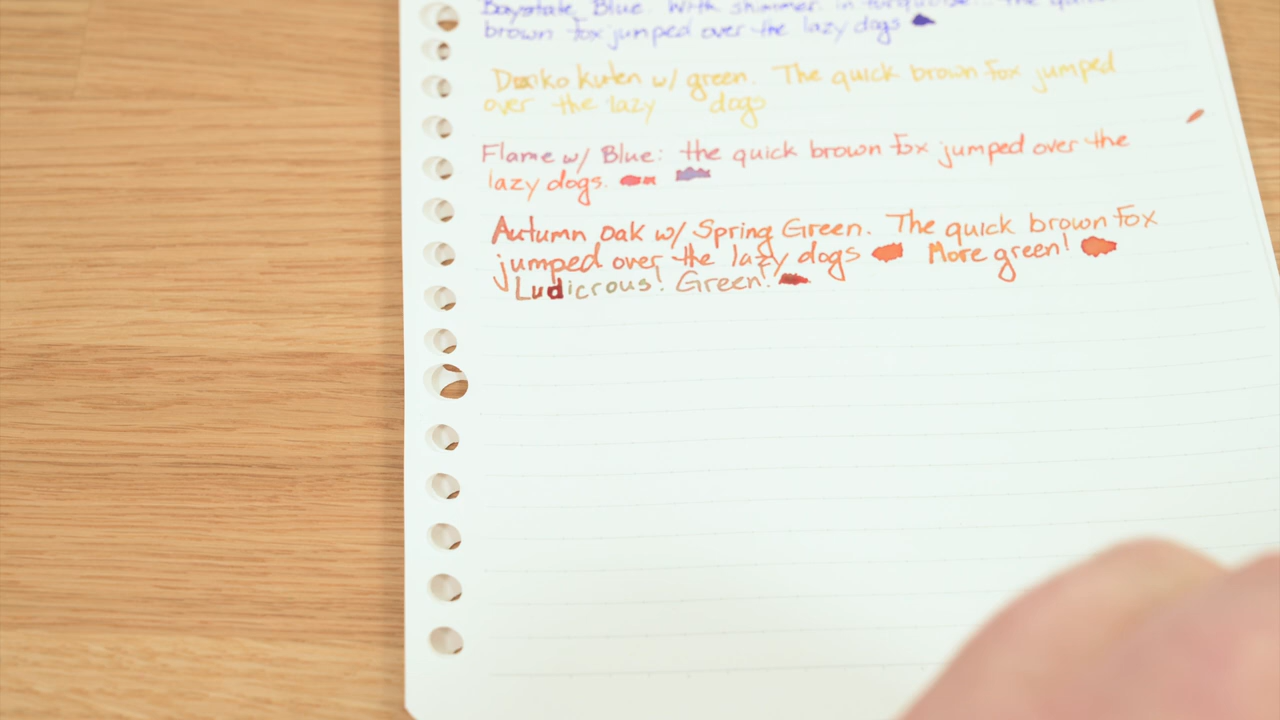 Baystate Blue. With shimmer in turquoise... the quick
brown fox jumped over the lazy dogs
w/ green. The quick brown fox jumped
over the lazy dogs
Flame w/ Blue: the quick brown fox jumped over the
lazy dogs.
Autumn Oak w/ Spring Green. The quick brown fox
jumped over the lazy dogs More green!
Ludicrous! Green!